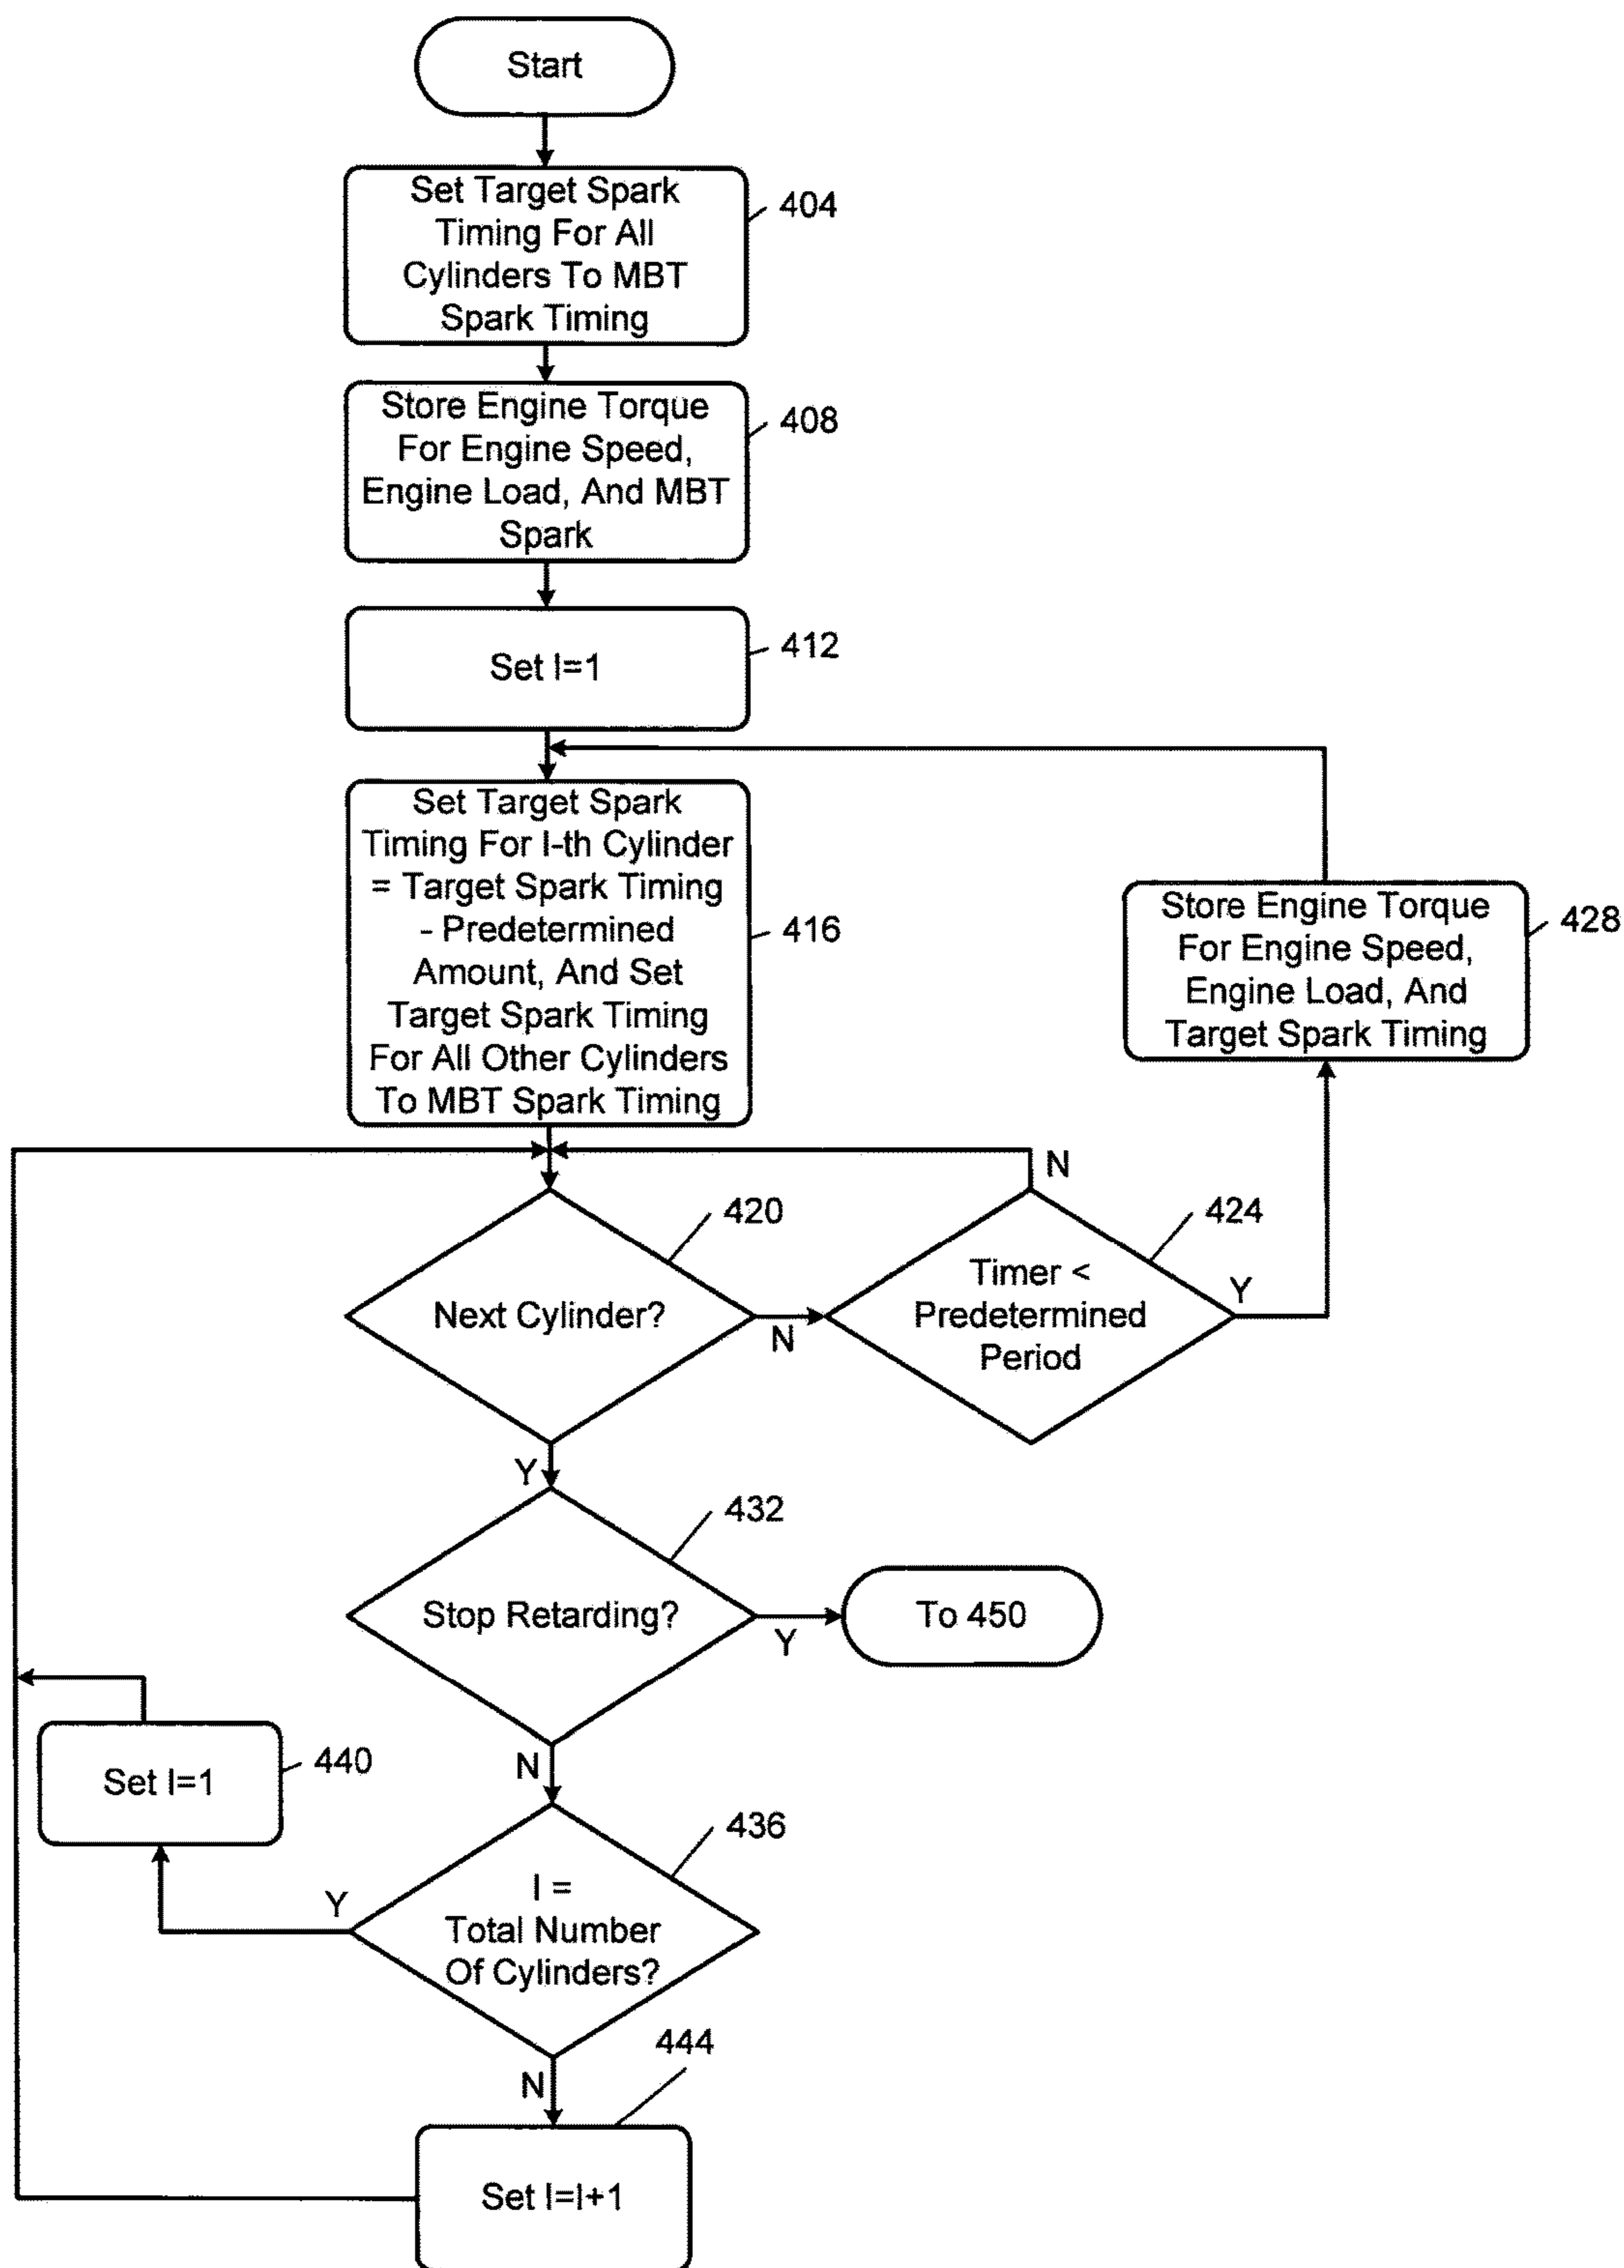 Start
Set Target Spark
Timing For All
Cylinders To MBT
Spark Timing
404
Store Engine Torque
For Engine Speed,
Engine Load, And MBT
Spark
408
Set I=1
412
Set Target Spark
Timing For I-th Cylinder
= Target Spark Timing
- Predetermined
Amount, And Set
Target Spark Timing
For All Other Cylinders
To MBT Spark Timing
416
Store Engine Torque
For Engine Speed,
Engine Load, And
Target Spark Timing
428
Next Cylinder?
420
N
Y
Timer <
Predetermined
Period
424
N
Y
Stop Retarding?
432
Y
N
To 450
Set I=1
440
I =
Total Number
Of Cylinders?
436
Y
N
444
Set I=I+1